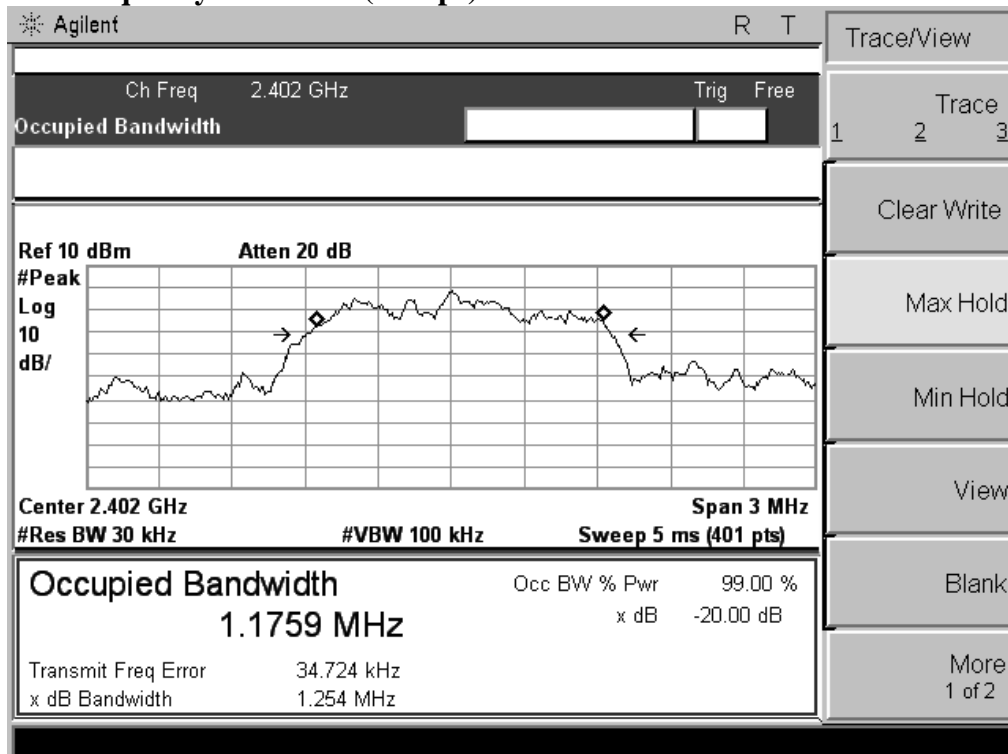 Agilent R T
Trace/View
Ch Freq 2.402 GHz Trig Free
Occupied Bandwidth
Trace
1 2 3
Clear Write
Ref 10 dBm Atten 20 dB
#Peak
Log
10
dB/
Max Hold
Min Hold
Center 2.402 GHz Span 3 MHz
#Res BW 30 kHz #VBW 100 kHz Sweep 5 ms (401 pts)
View
Occupied Bandwidth Occ BW % Pwr 99.00 %
1.1759 MHz x dB -20.00 dB
Blank
Transmit Freq Error 34.724 kHz
x dB Bandwidth 1.254 MHz
More
1 of 2